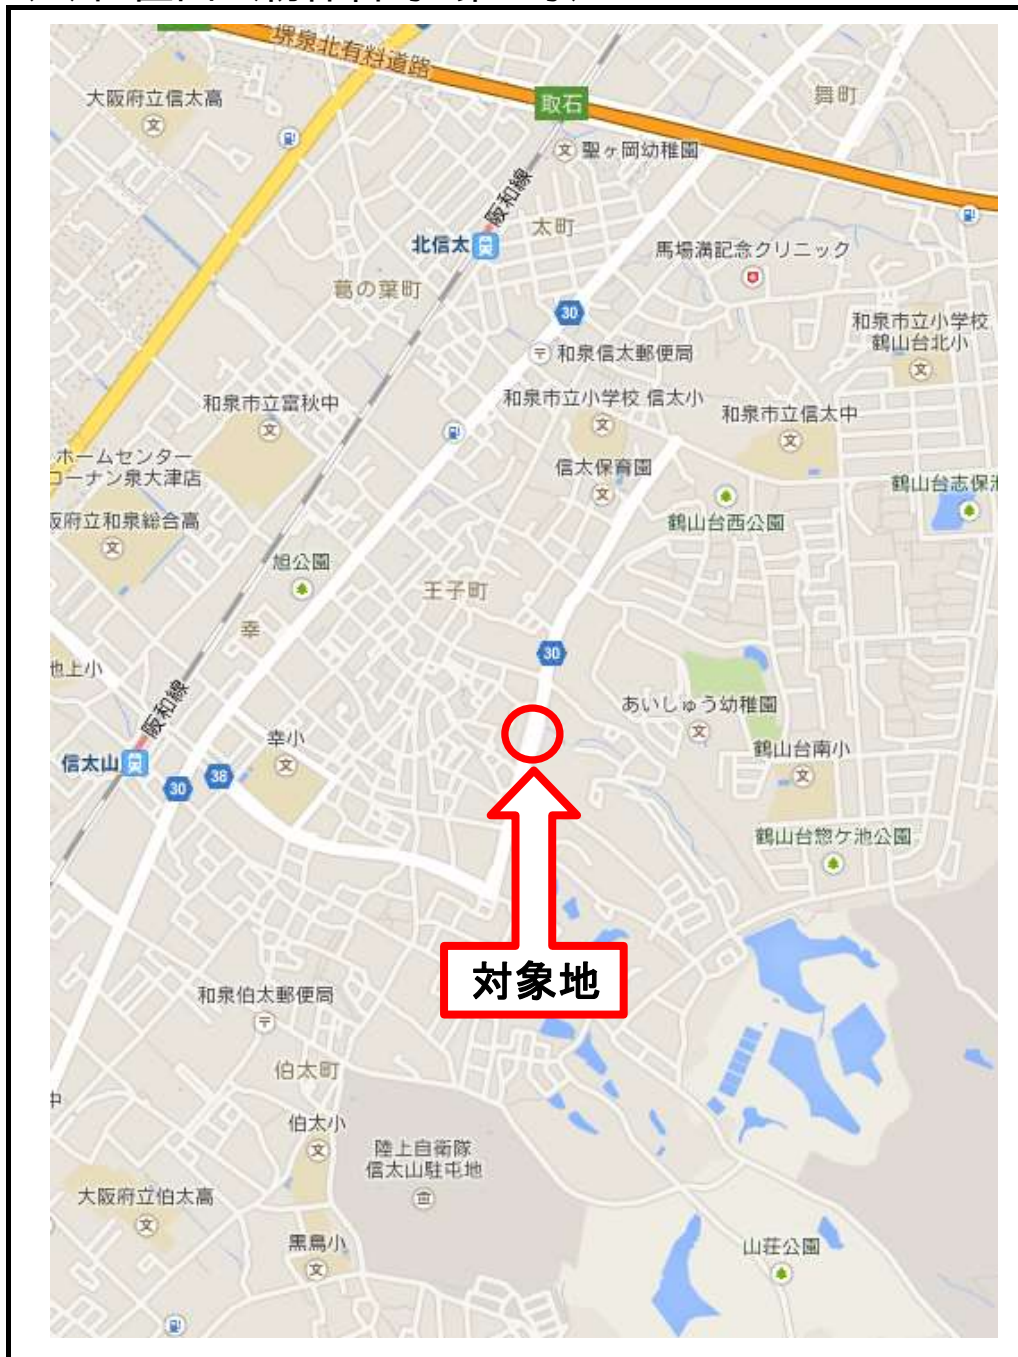 堺泉北有料道路
大阪府立信太高
取石
舞町
聖ヶ岡幼稚園
阪和線
太町
北信太
馬場満記念クリニック
葛の葉町
30
和泉市立小学校
鶴山台北小
和泉信太郵便局
和泉市立富秋中
和泉市立小学校 信太小
和泉市立信太中
ホームセンター
コーナン泉大津店
信太保育園
鶴山台志保池
阪府立和泉総合高
鶴山台西公園
旭公園
王子町
幸
30
池上小
阪和線
あいしゅう幼稚園
幸小
鶴山台南小
信太山
38
30
鶴山台惣ケ池公園
対象地
和泉伯太郵便局
伯太町
中
伯太小
陸上自衛隊
信太山駐屯地
大阪府立伯太高
黒鳥小
山荘公園